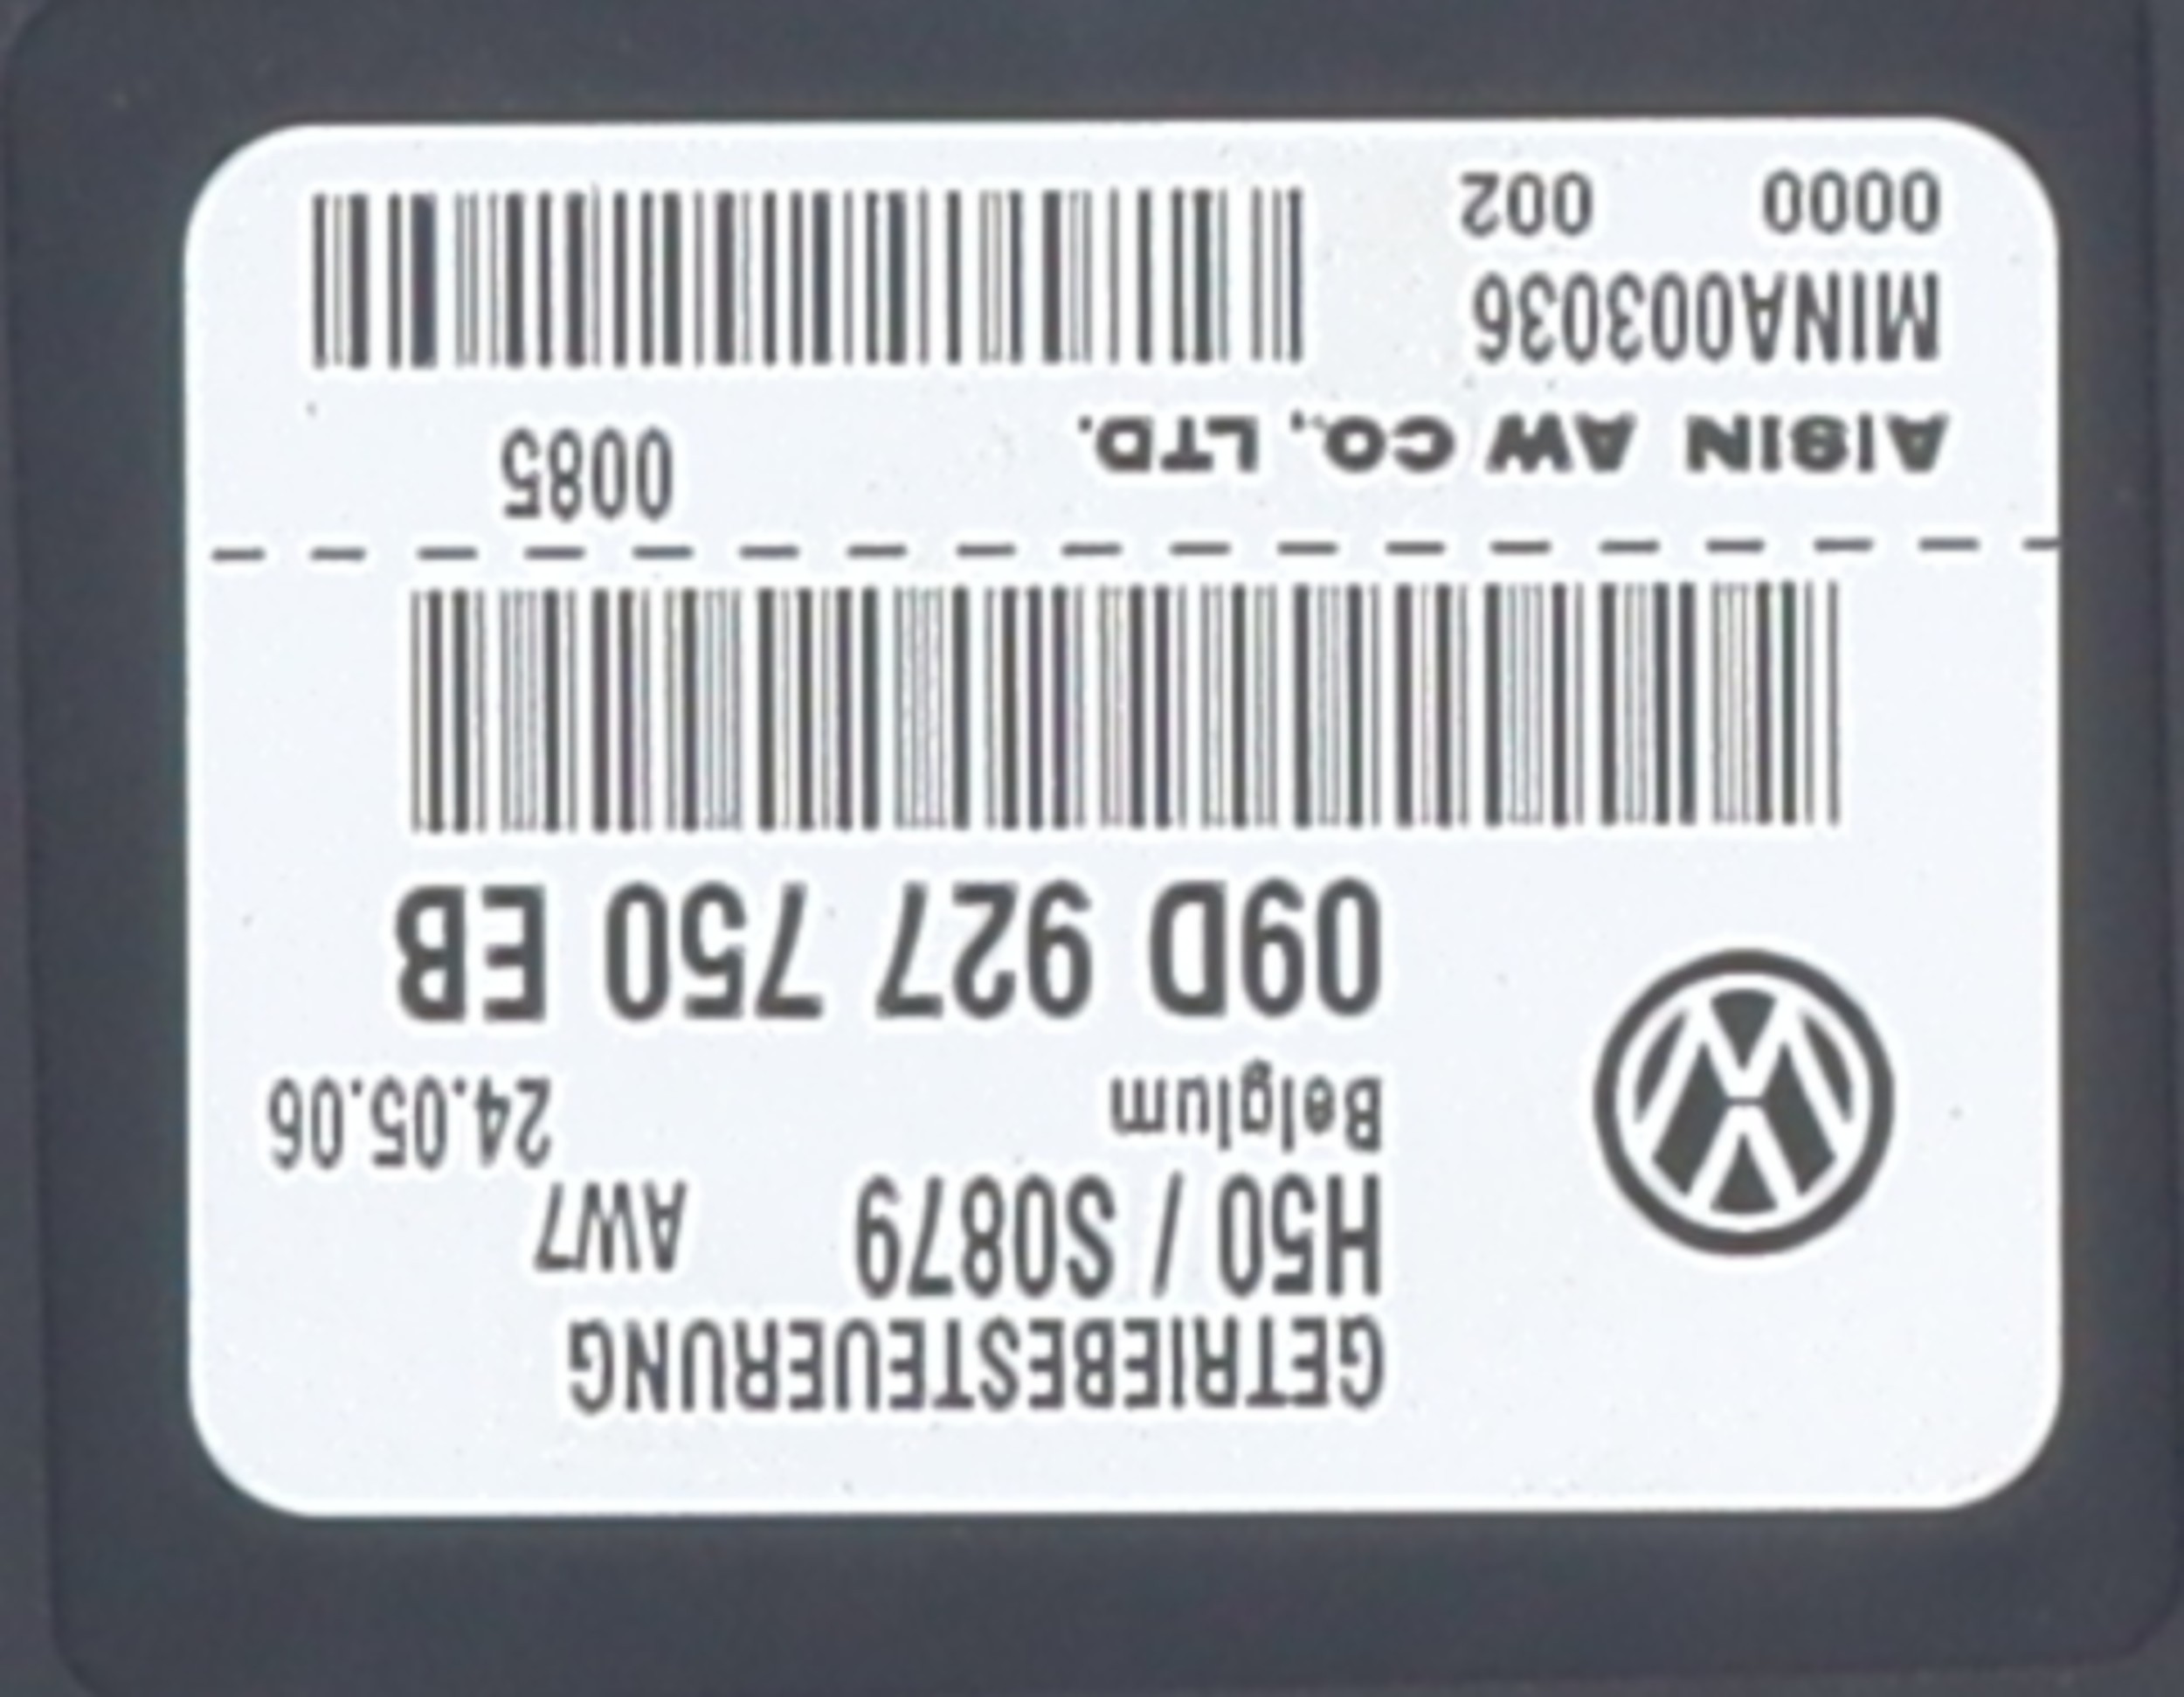 GETRIEBESTEUERUNG
H50 / S0879 AW7
Belgium 24.05.06
09D 927 750 EB
AISIN AW CO., LTD. 0085
MINA003036
0000 002